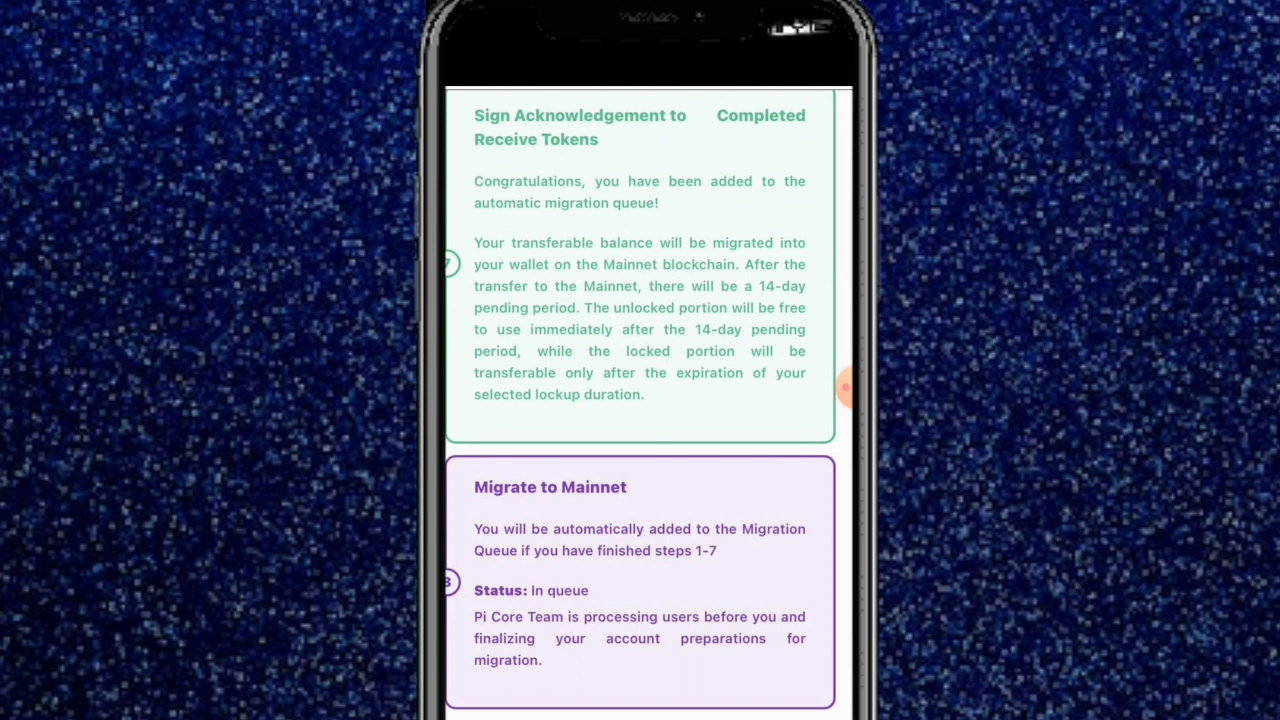 Sign Acknowledgement to Completed
Receive Tokens
Congratulations, you have been added to the
automatic migration queue!
Your transferable balance will be migrated into
your wallet on the Mainnet blockchain. After the
transfer to the Mainnet, there will be a 14-day
pending period. The unlocked portion will be free
to use immediately after the 14-day pending
period, while the locked portion will be
transferable only after the expiration of your
selected lockup duration.
7
Migrate to Mainnet
You will be automatically added to the Migration
Queue if you have finished steps 1-7
8
Status: In queue
Pi Core Team is processing users before you and
finalizing your account preparations for
migration.